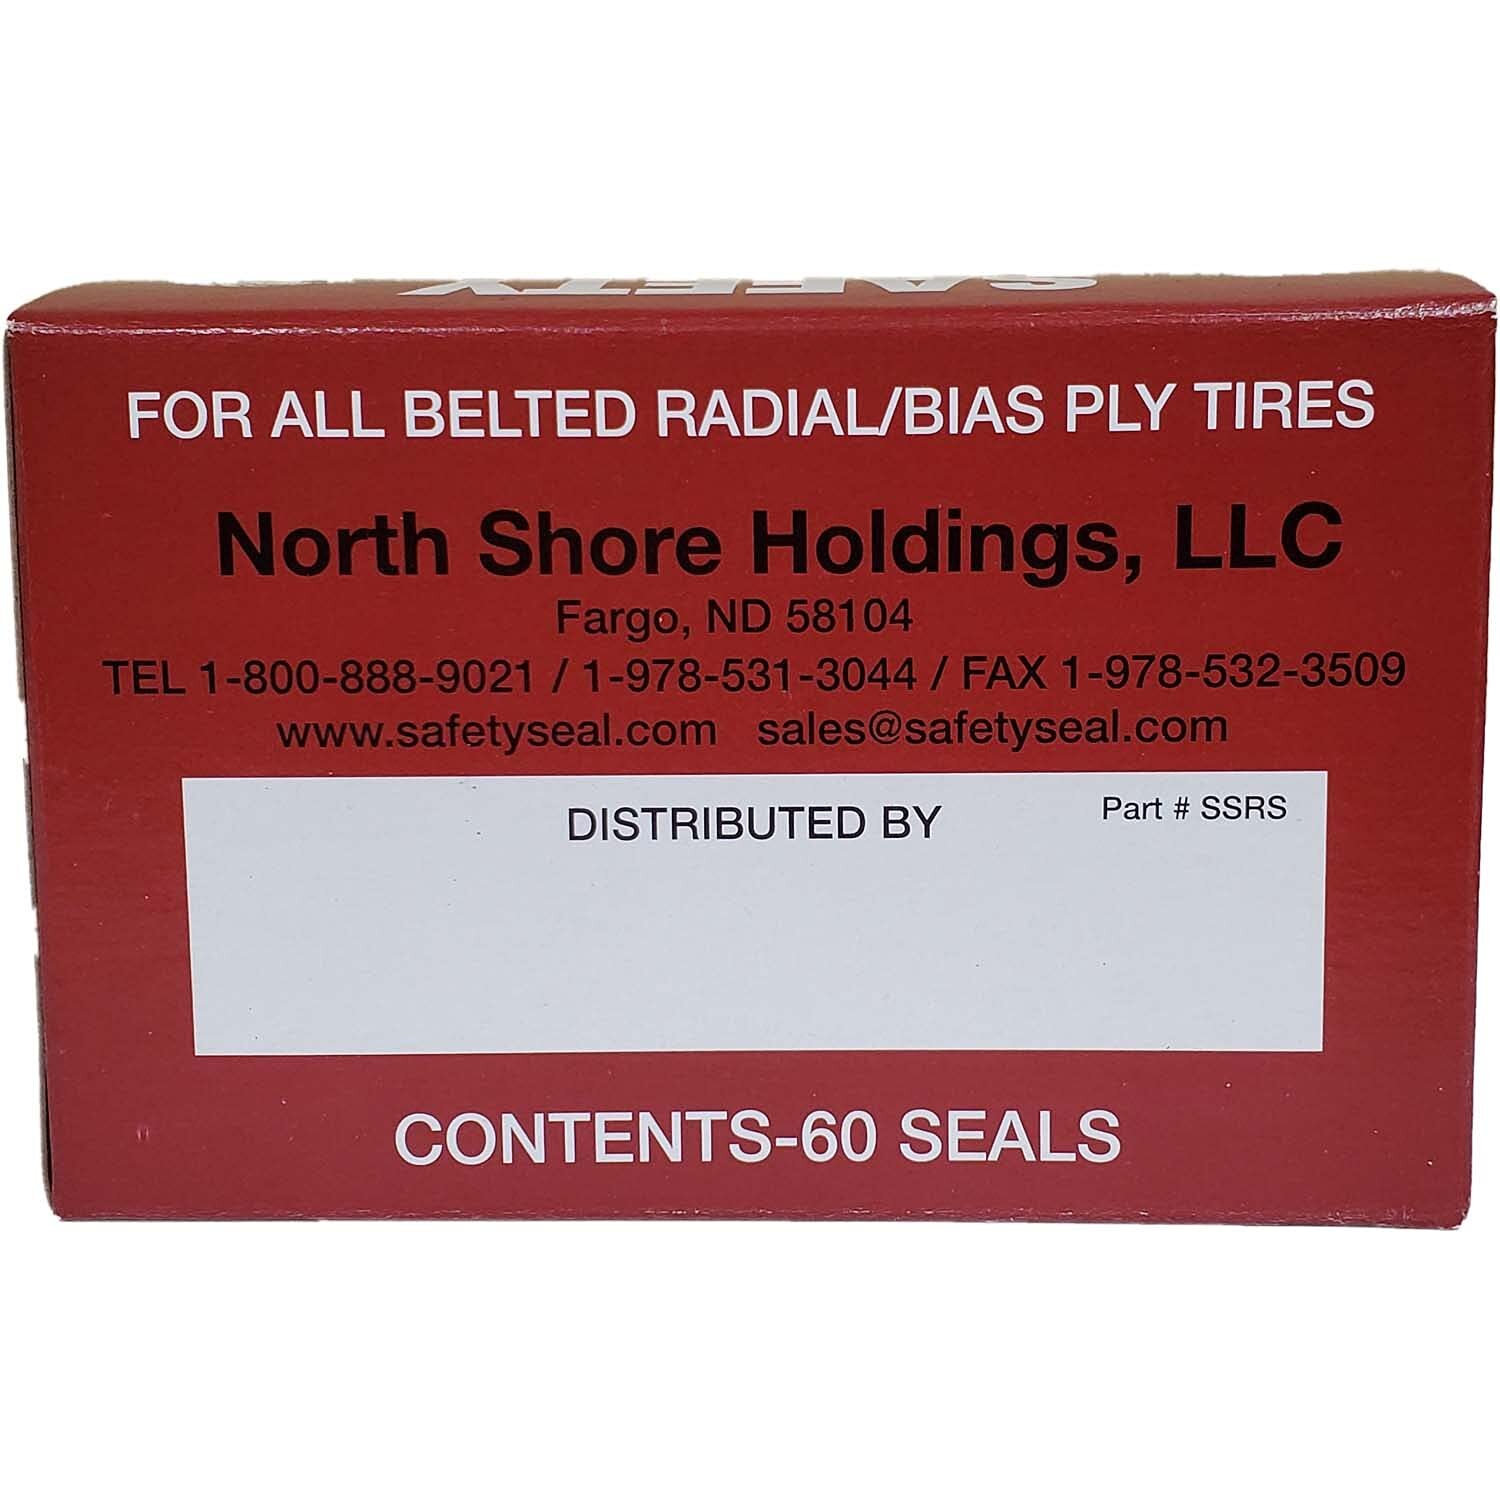 SAFETY
FOR ALL BELTED RADIAL/BIAS PLY TIRES
North Shore Holdings, LLC
Fargo, ND 58104
TEL 1-800-888-9021 / 1-978-531-3044 / FAX 1-978-532-3509
www.safetyseal.com sales@safetyseal.com
DISTRIBUTED BY
Part # SSRS
CONTENTS-60 SEALS